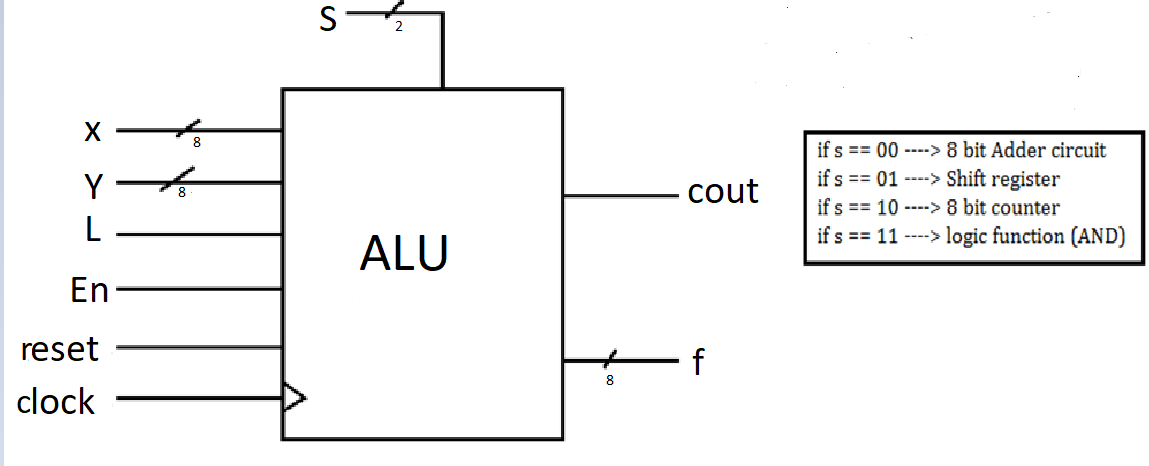 S
2
x
8
Y
8
L
En
reset
clock
ALU
cout
f
8
if s == 00 ----> 8 bit Adder circuit
if s == 01 ----> Shift register
if s == 10 ----> 8 bit counter
if s == 11 ----> logic function (AND)